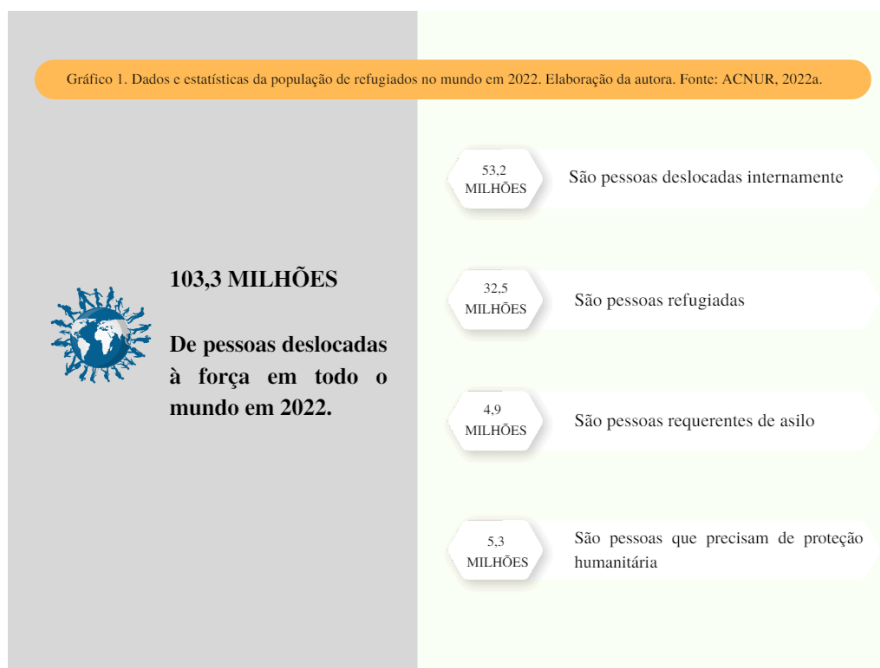 Gráfico 1. Dados e estatísticas da população de refugiados no mundo em 2022. Elaboração da autora. Fonte: ACNUR, 2022a.
103,3 MILHÕES
De pessoas deslocadas
à força em todo o
mundo em 2022.
53,2
MILHÕES
São pessoas deslocadas internamente
32,5
MILHÕES
São pessoas refugiadas
4,9
MILHÕES
São pessoas requerentes de asilo
5,3
MILHÕES
São pessoas que precisam de proteção
humanitária